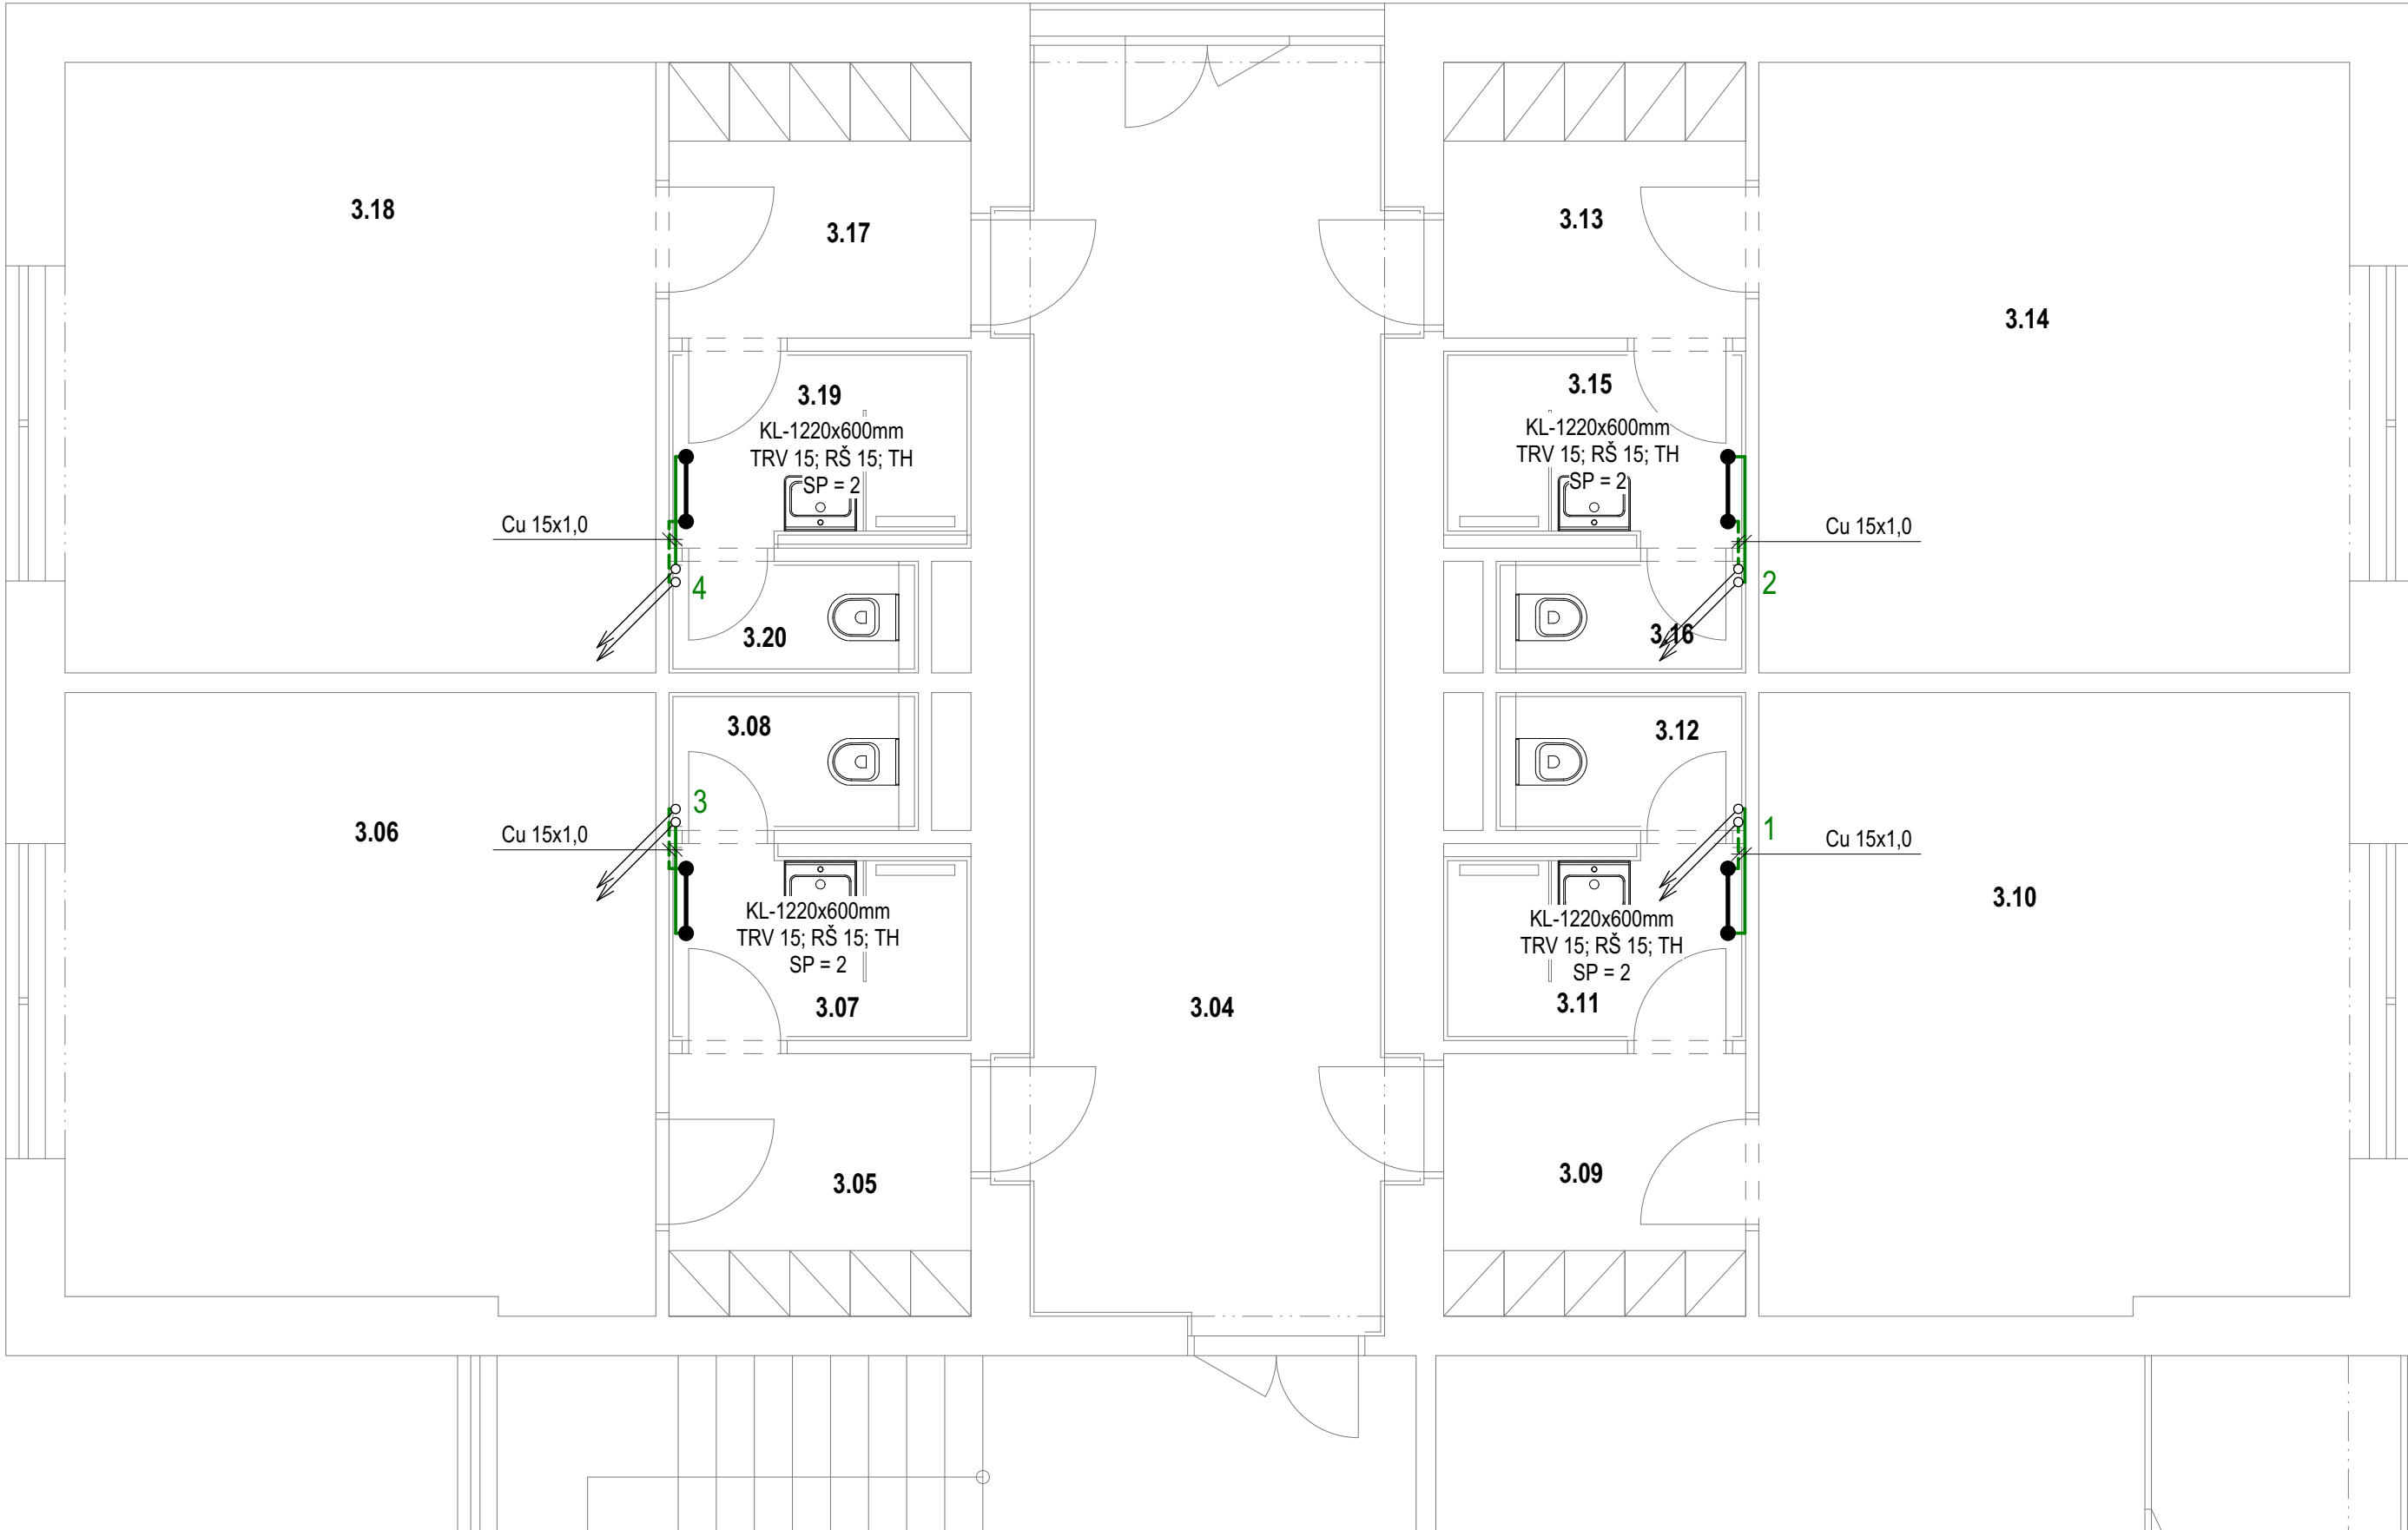 3.18
3.17
3.13
3.14
3.19
KL-1220x600mm
TRV 15; RŠ 15; TH
SP = 2
3.15
KL-1220x600mm
TRV 15; RŠ 15; TH
SP = 2
Cu 15x1,0
Cu 15x1,0
4
2
3.20
3.16
3.08
3.12
3
1
3.06
Cu 15x1,0
Cu 15x1,0
3.10
KL-1220x600mm
TRV 15; RŠ 15; TH
SP = 2
3.07
KL-1220x600mm
TRV 15; RŠ 15; TH
SP = 2
3.11
3.04
3.05
3.09